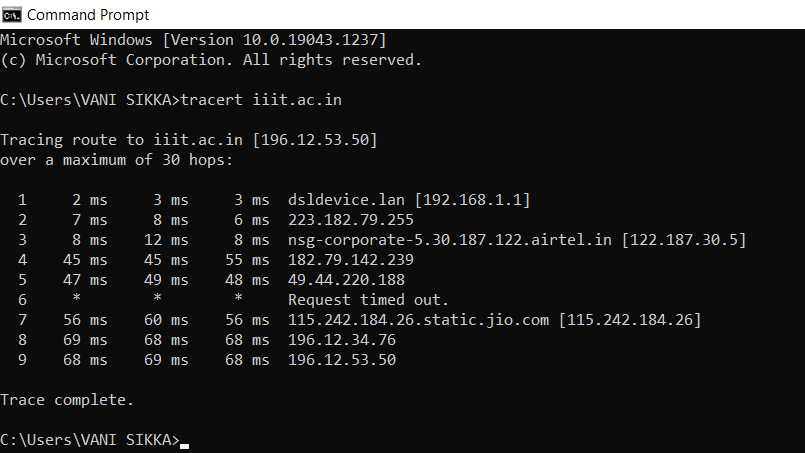 Command Prompt
Microsoft Windows [Version 10.0.19043.1237]
(c) Microsoft Corporation. All rights reserved.
C:\Users\VANI SIKKA>tracert iiit.ac.in
Tracing route to iiit.ac.in [196.12.53.50]
over a maximum of 30 hops:
1 2 ms 3 ms 3 ms dsldevice.lan [192.168.1.1]
2 7 ms 8 ms 6 ms 223.182.79.255
3 8 ms 12 ms 8 ms nsg-corporate-5.30.187.122.airtel.in [122.187.30.5]
4 45 ms 45 ms 55 ms 182.79.142.239
5 47 ms 49 ms 48 ms 49.44.220.188
6 * * * Request timed out.
7 56 ms 60 ms 56 ms 115.242.184.26.static.jio.com [115.242.184.26]
8 69 ms 68 ms 68 ms 196.12.34.76
9 68 ms 69 ms 68 ms 196.12.53.50
Trace complete.
C:\Users\VANI SIKKA>